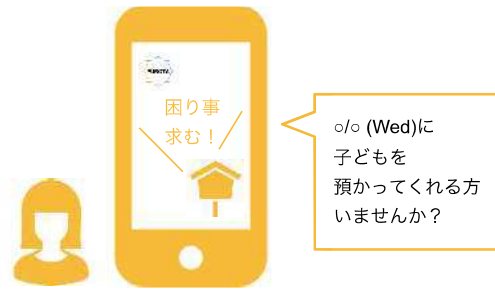 困り事
求む！
○/○ (Wed)に
子どもを
預かってくれる方
いませんか？